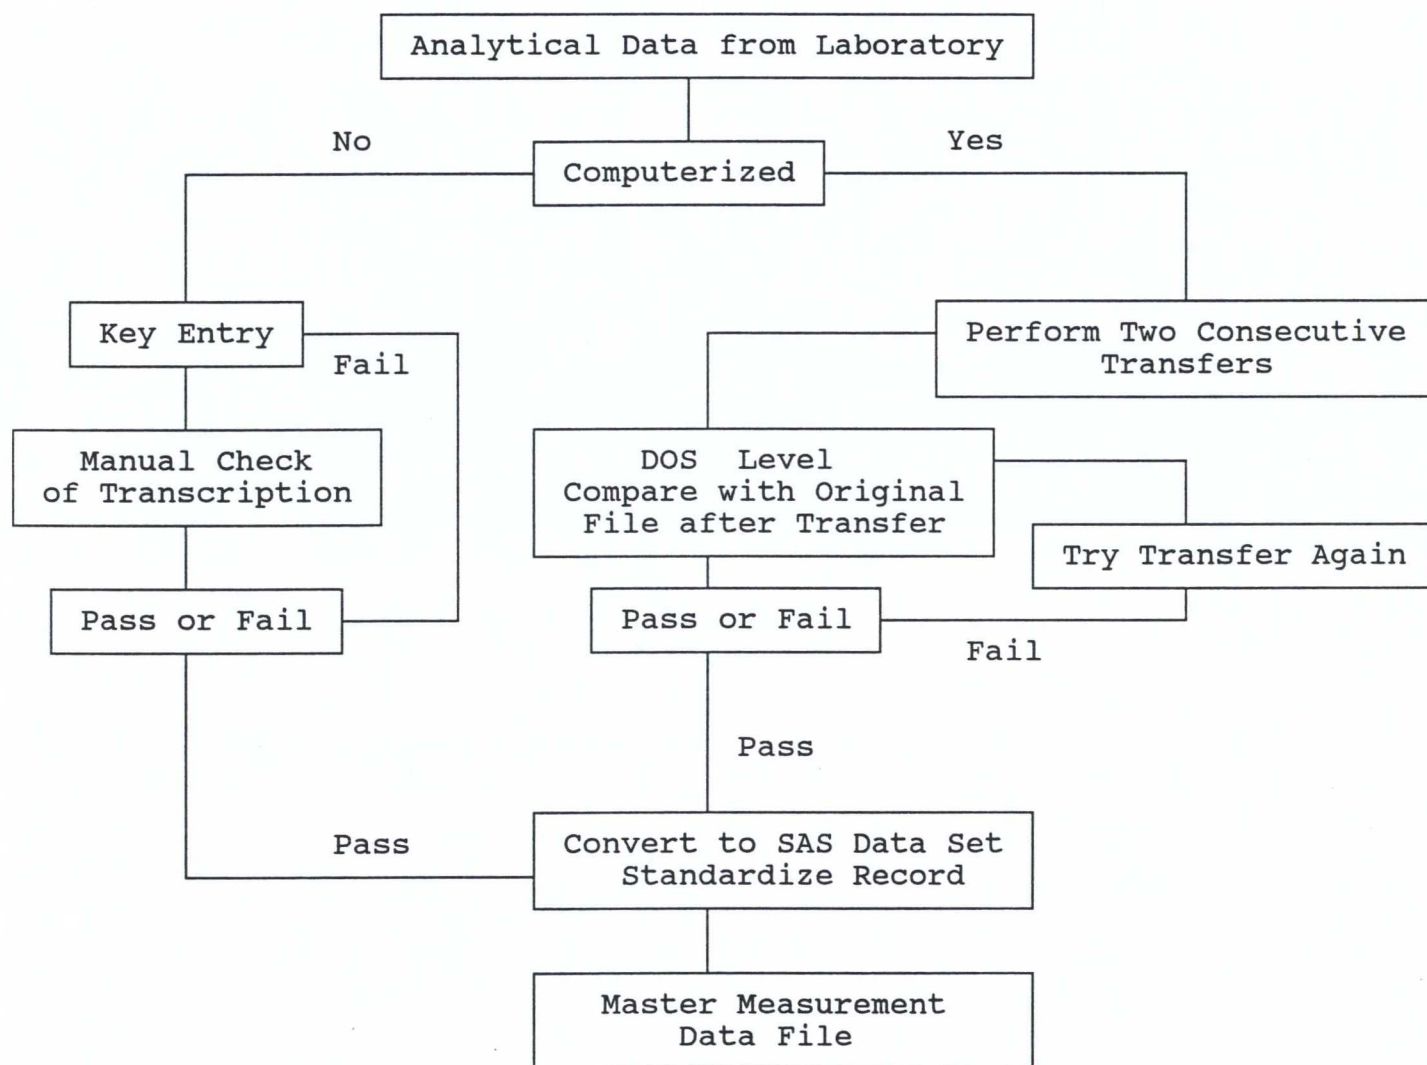 Analytical Data from Laboratory
No
Yes
Computerized
Key Entry
Fail
Perform Two Consecutive
Transfers
Manual Check
of Transcription
DOS Level
Compare with Original
File after Transfer
Try Transfer Again
Pass or Fail
Pass or Fail
Fail
Pass
Pass
Convert to SAS Data Set
Standardize Record
Master Measurement
Data File